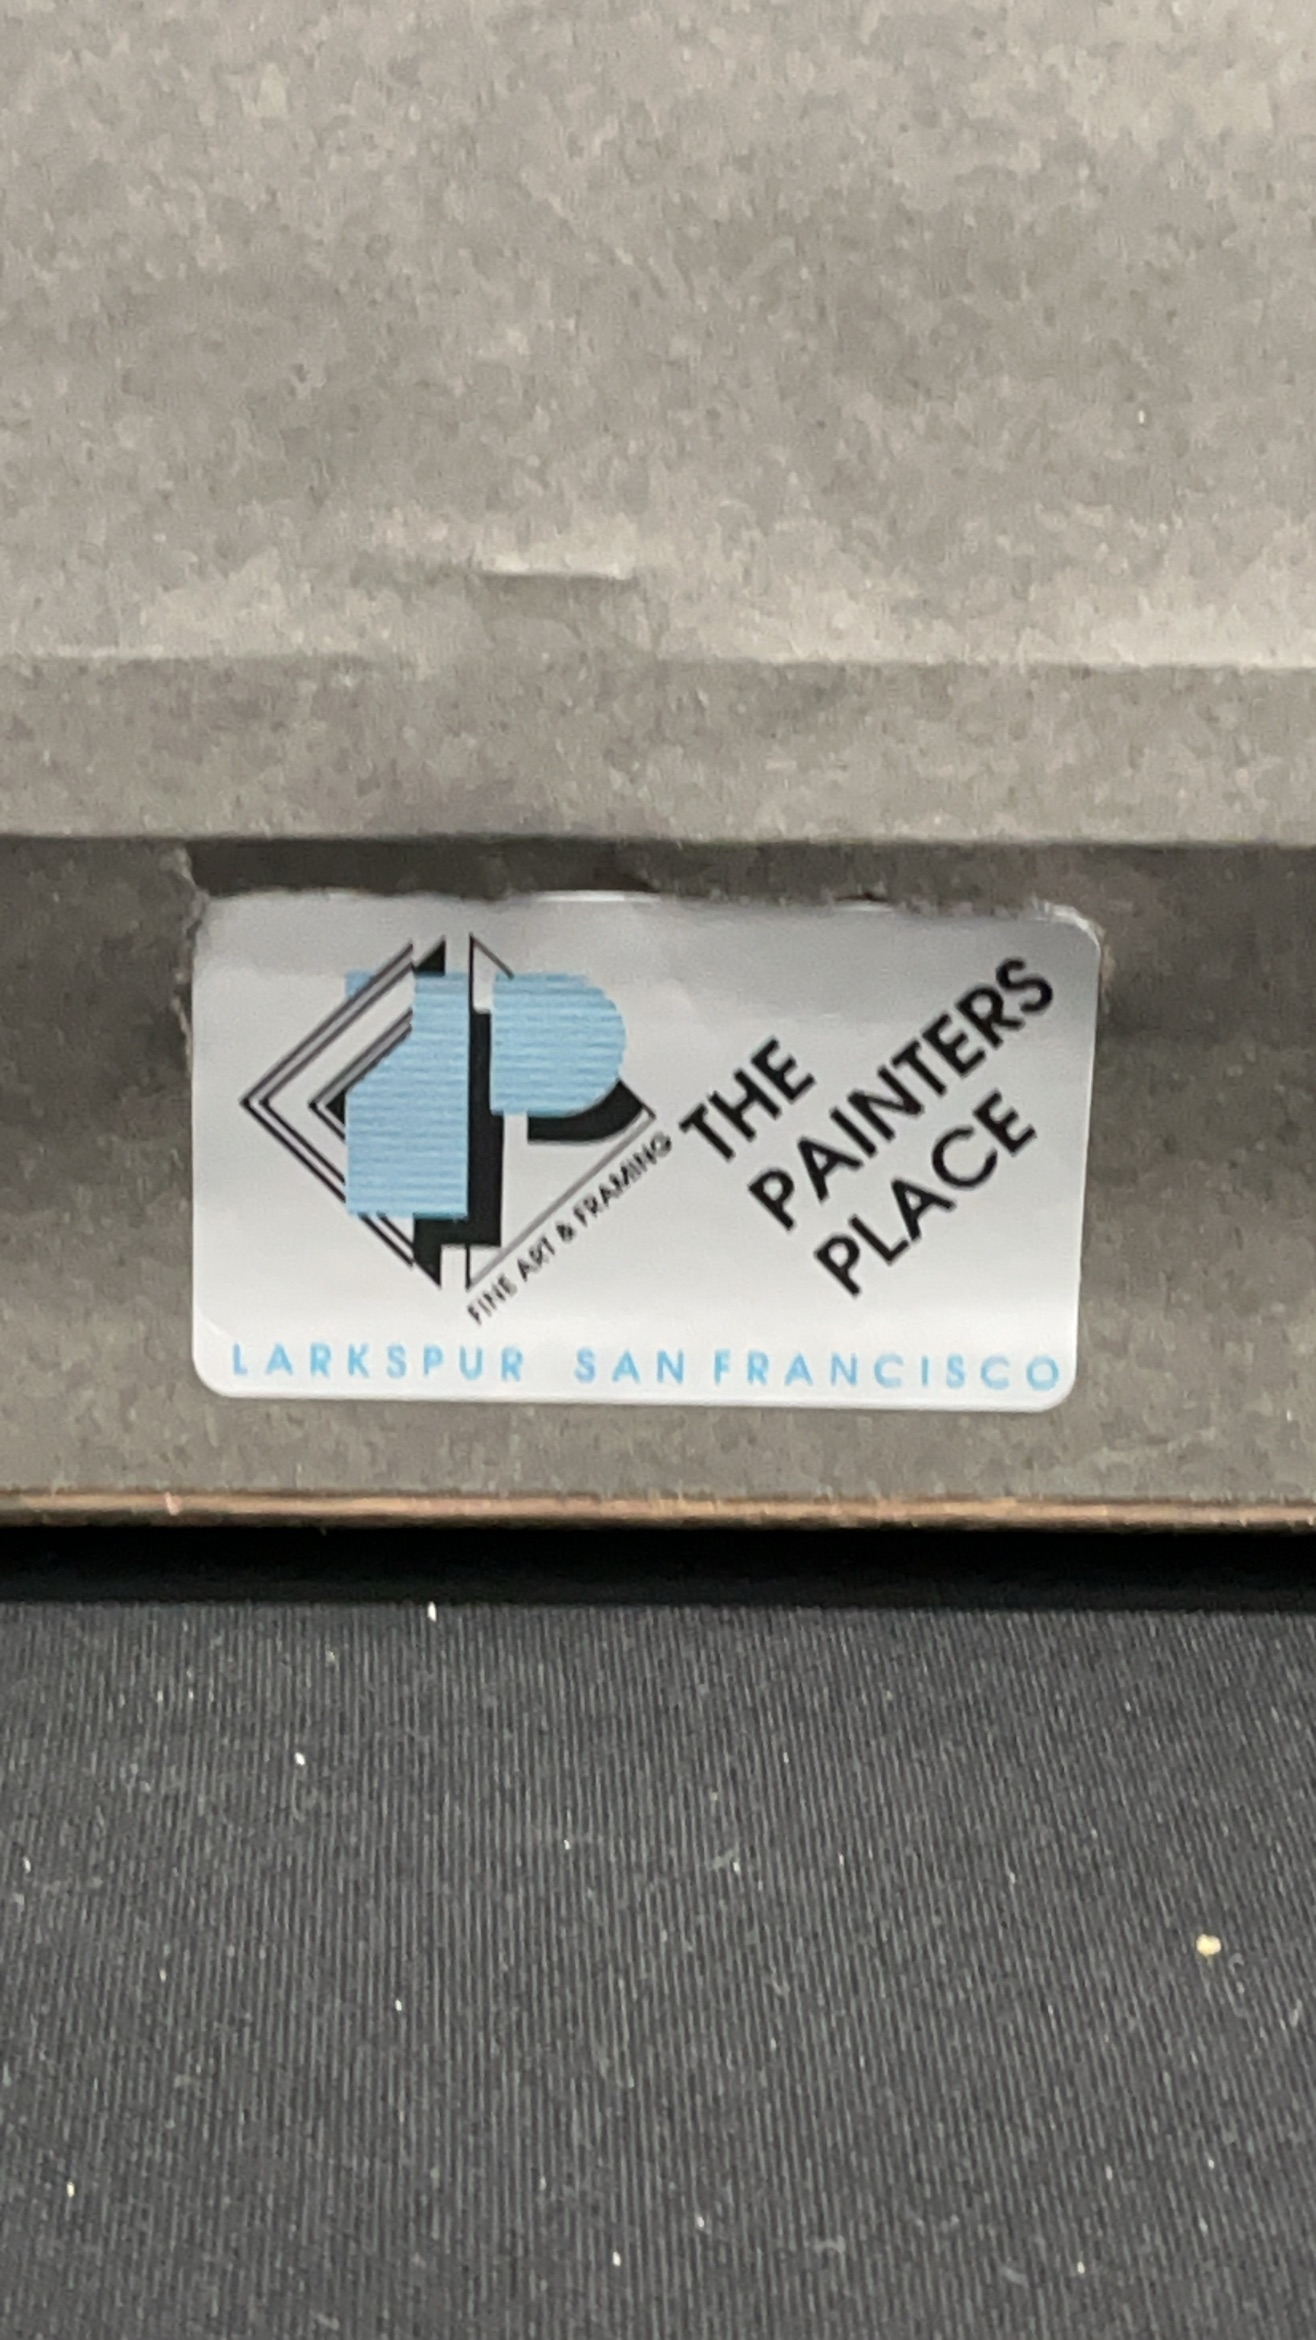 THE
PAINTERS
PLACE
FINE ART & FRAMING
LARKSPUR SAN FRANCISCO